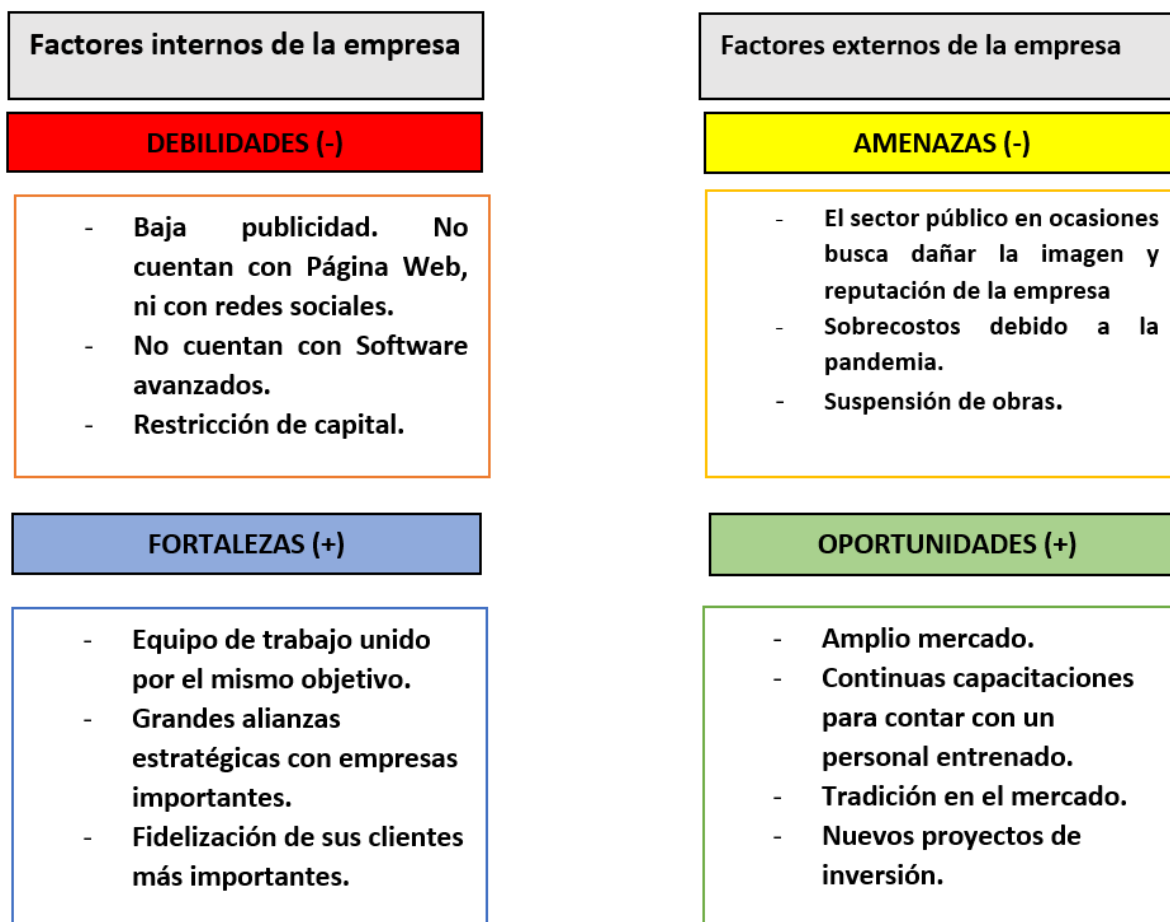 Factores internos de la empresa
DEBILIDADES (-)
- Baja publicidad. No
cuentan con Página Web,
ni con redes sociales.
- No cuentan con Software
avanzados.
- Restricción de capital.
Factores externos de la empresa
AMENAZAS (-)
- El sector público en ocasiones
busca dañar la imagen y
reputación de la empresa
- Sobrecostos debido a la
pandemia.
- Suspensión de obras.
FORTALEZAS (+)
- Equipo de trabajo unido
por el mismo objetivo.
- Grandes alianzas
estratégicas con empresas
importantes.
- Fidelización de sus clientes
más importantes.
OPORTUNIDADES (+)
- Amplio mercado.
- Continuas capacitaciones
para contar con un
personal entrenado.
- Tradición en el mercado.
- Nuevos proyectos de
inversión.